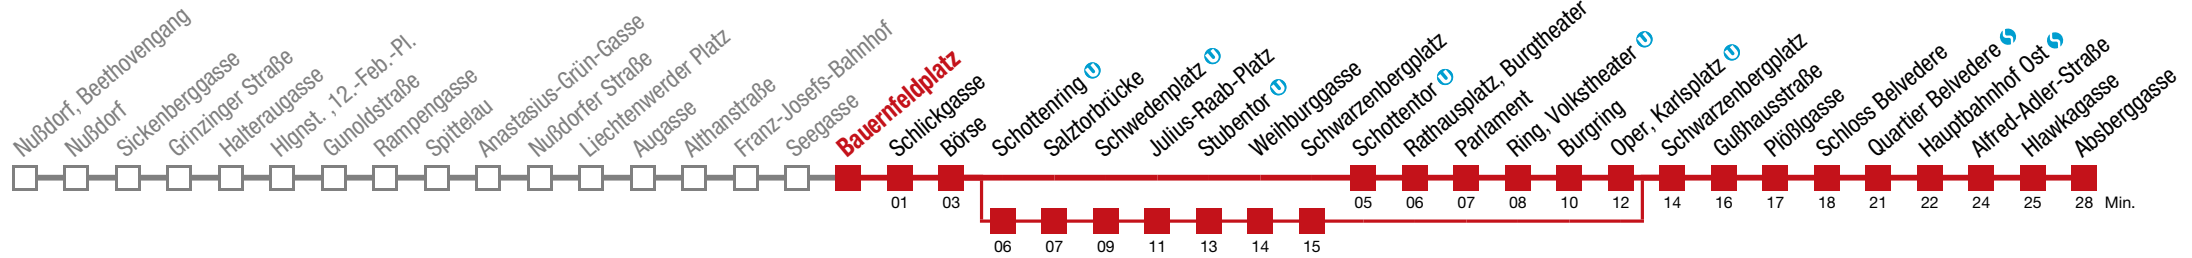 Nußdorf, Beethovengang
Nußdorf
Sickenberggasse
Grinzinger Straße
Halteraugasse
Hlgnst. ,12.-Feb.-Pl.
Gunoldstraße
Rampengasse
Spittelau
Anastasius-Grün-Gasse
Nußdorfer Straße
Liechtenwerder Platz
Augasse
Althanstraße
Franz-Josefs-Bahnhof
Seegasse
Bauernfeldplatz
Schlickgasse
Börse
Schottenring U
Salztorbrücke
Schwedenplatz U
Julius-Raab-Platz
Stubentor U
Weihburggasse
Schwarzenbergplatz
Schottentor U
Rathausplatz, Burgtheater
Parlament
Ring, Volkstheater U
Burgring
Oper, Karlsplatz U
Schwarzenbergplatz
Gußhausstraße
Plößlgasse
Schloss Belvedere
Quartier Belvedere S
Hauptbahnhof Ost S
Alfred-Adler-Straße
Hlawkagasse
Absberggasse
01 03 05 06 07 08 10 12 14 16 17 18 21 22 24 25 28 Min.
06 07 09 11 13 14 15